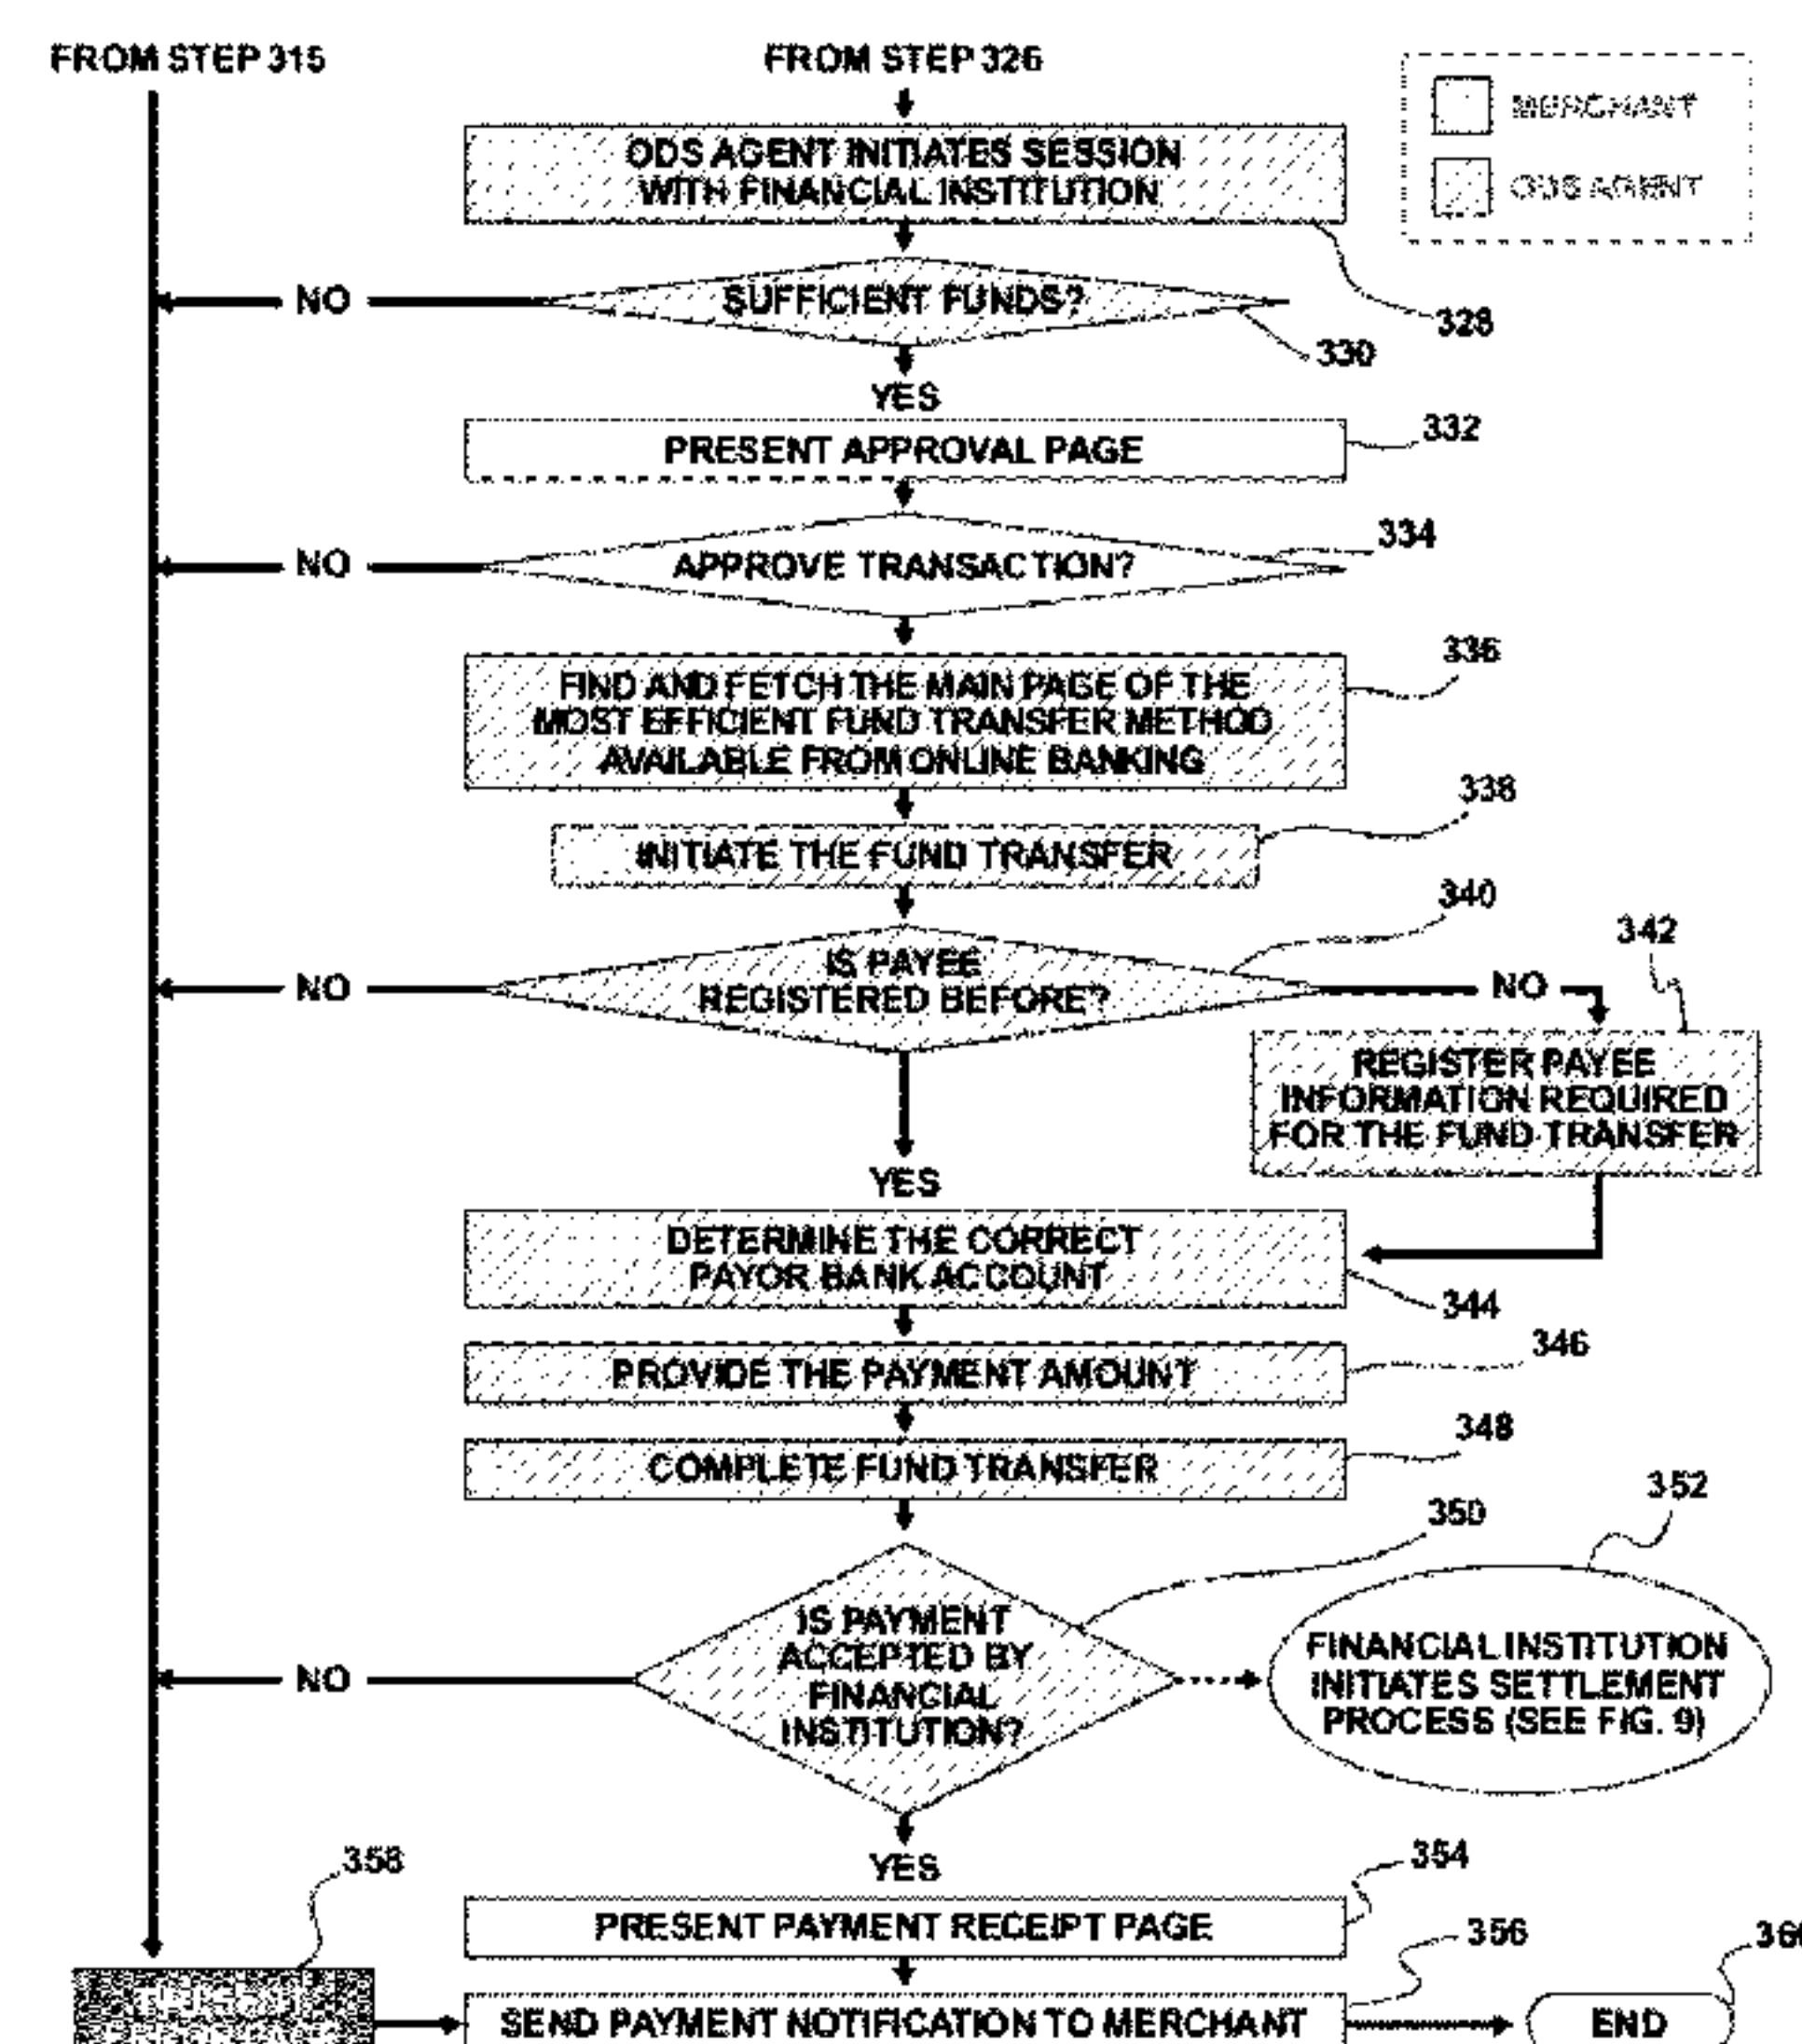 FROM STEP 315
FROM STEP 326
MERCHANT
ODS AGENT
ODS AGENT INITIATES SESSION
WITH FINANCIAL INSTITUTION
328
SUFFICIENT FUNDS?
NO
330
YES
PRESENT APPROVAL PAGE
332
APPROVE TRANSACTION?
NO
334
FIND AND FETCH THE MAIN PAGE OF THE
MOST EFFICIENT FUND TRANSFER METHOD
AVAILABLE FROM ONLINE BANKING
336
INITIATE THE FUND TRANSFER
338
IS PAYEE
REGISTERED BEFORE?
340
NO
NO
342
REGISTER PAYEE
INFORMATION REQUIRED
FOR THE FUND TRANSFER
YES
DETERMINE THE CORRECT
PAYOR BANK ACCOUNT
344
PROVIDE THE PAYMENT AMOUNT
346
COMPLETE FUND TRANSFER
348
IS PAYMENT
ACCEPTED BY
FINANCIAL
INSTITUTION?
350
NO
352
FINANCIAL INSTITUTION
INITIATES SETTLEMENT
PROCESS (SEE FIG. 9)
YES
PRESENT PAYMENT RECEIPT PAGE
354
358
SEND PAYMENT NOTIFICATION TO MERCHANT
356
END
360